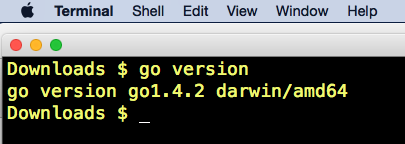 Terminal Shell Edit View Window Help
Downloads $ go version
go version go1.4.2 darwin/amd64
Downloads $ _